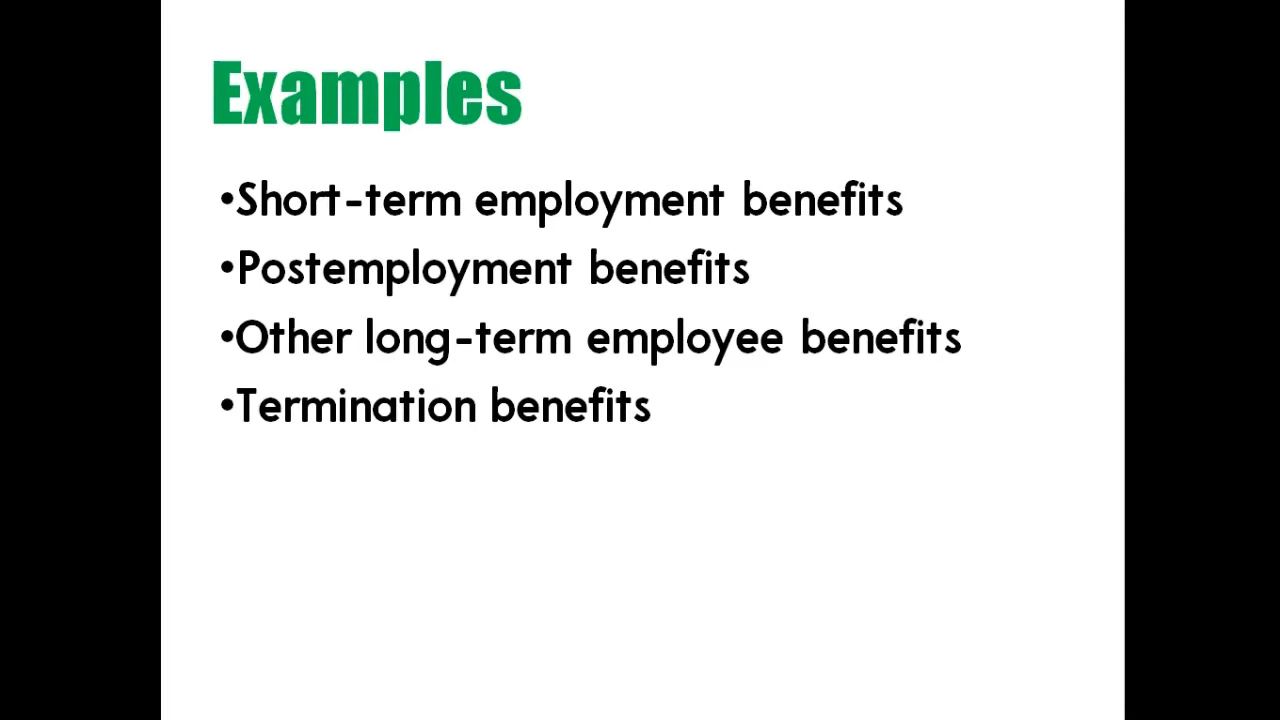 Examples
•Short-term employment benefits
•Postemployment benefits
•Other long-term employee benefits
•Termination benefits